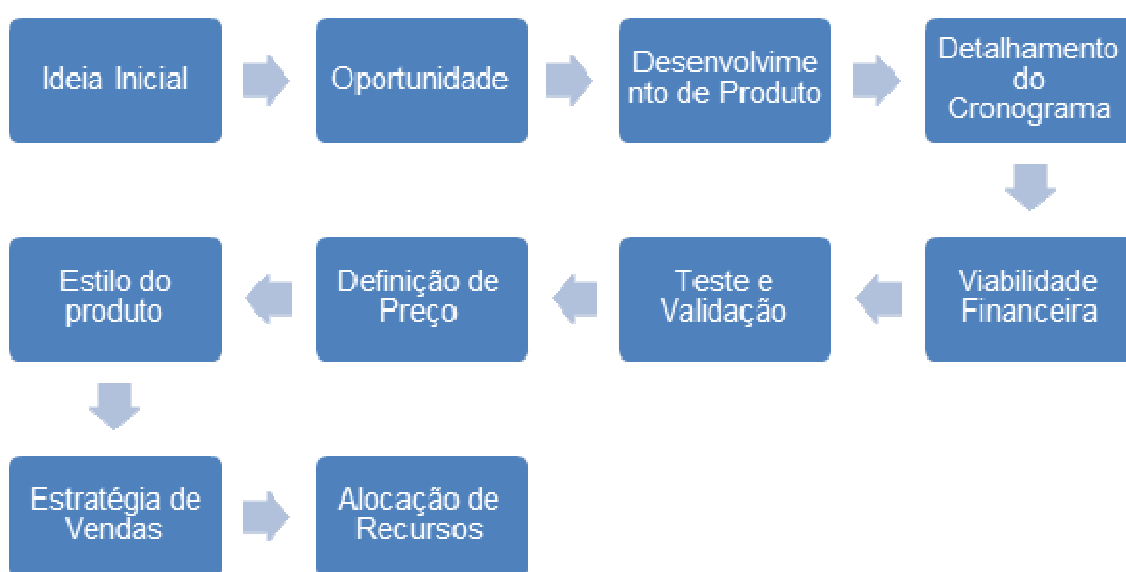 Ideia Inicial
Oportunidade
Desenvolvime
nto de Produto
Detalhamento
do
Cronograma
Viabilidade
Financeira
Teste e
Validação
Definição de
Preço
Estilo do
produto
Estratégia de
Vendas
Alocação de
Recursos